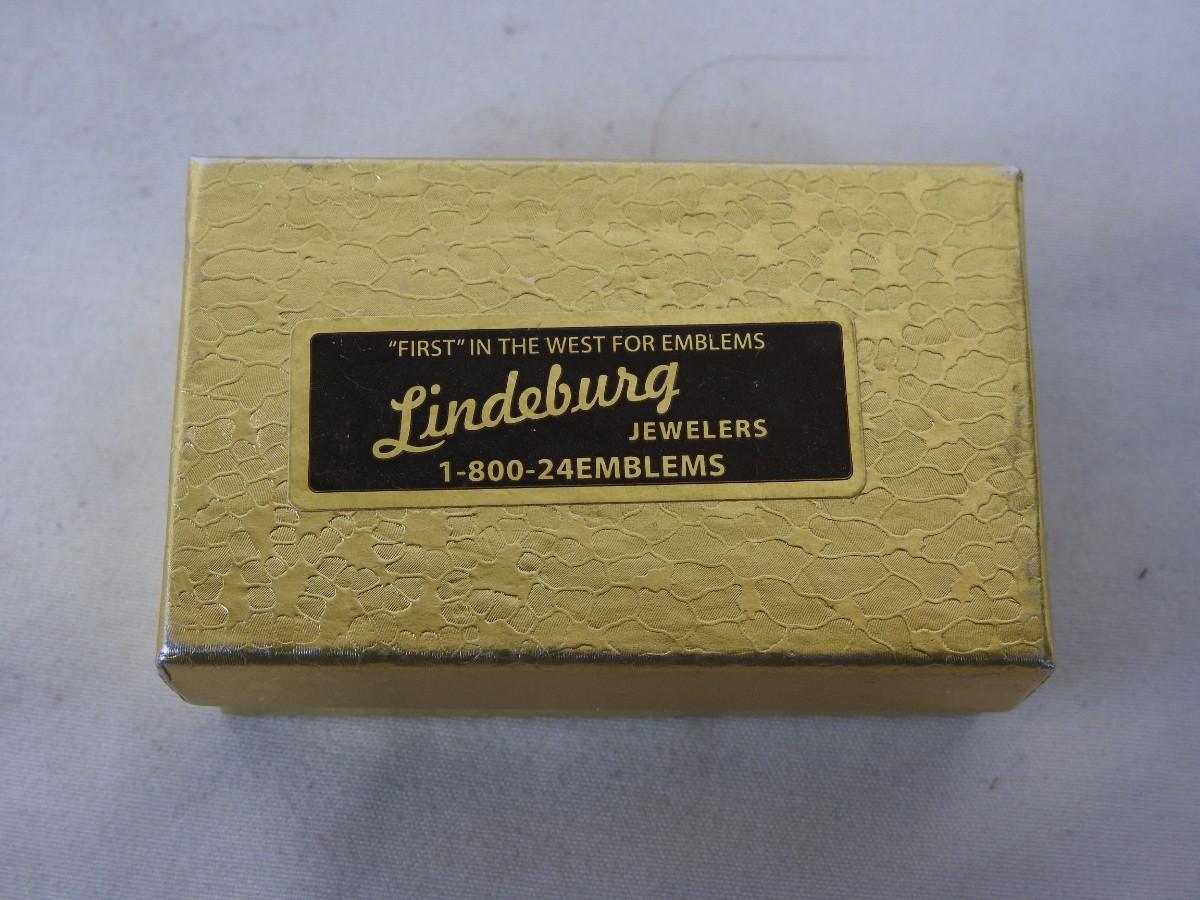 "FIRST" IN THE WEST FOR EMBLEMS
Lindeburg
JEWELERS
1-800-24EMBLEMS